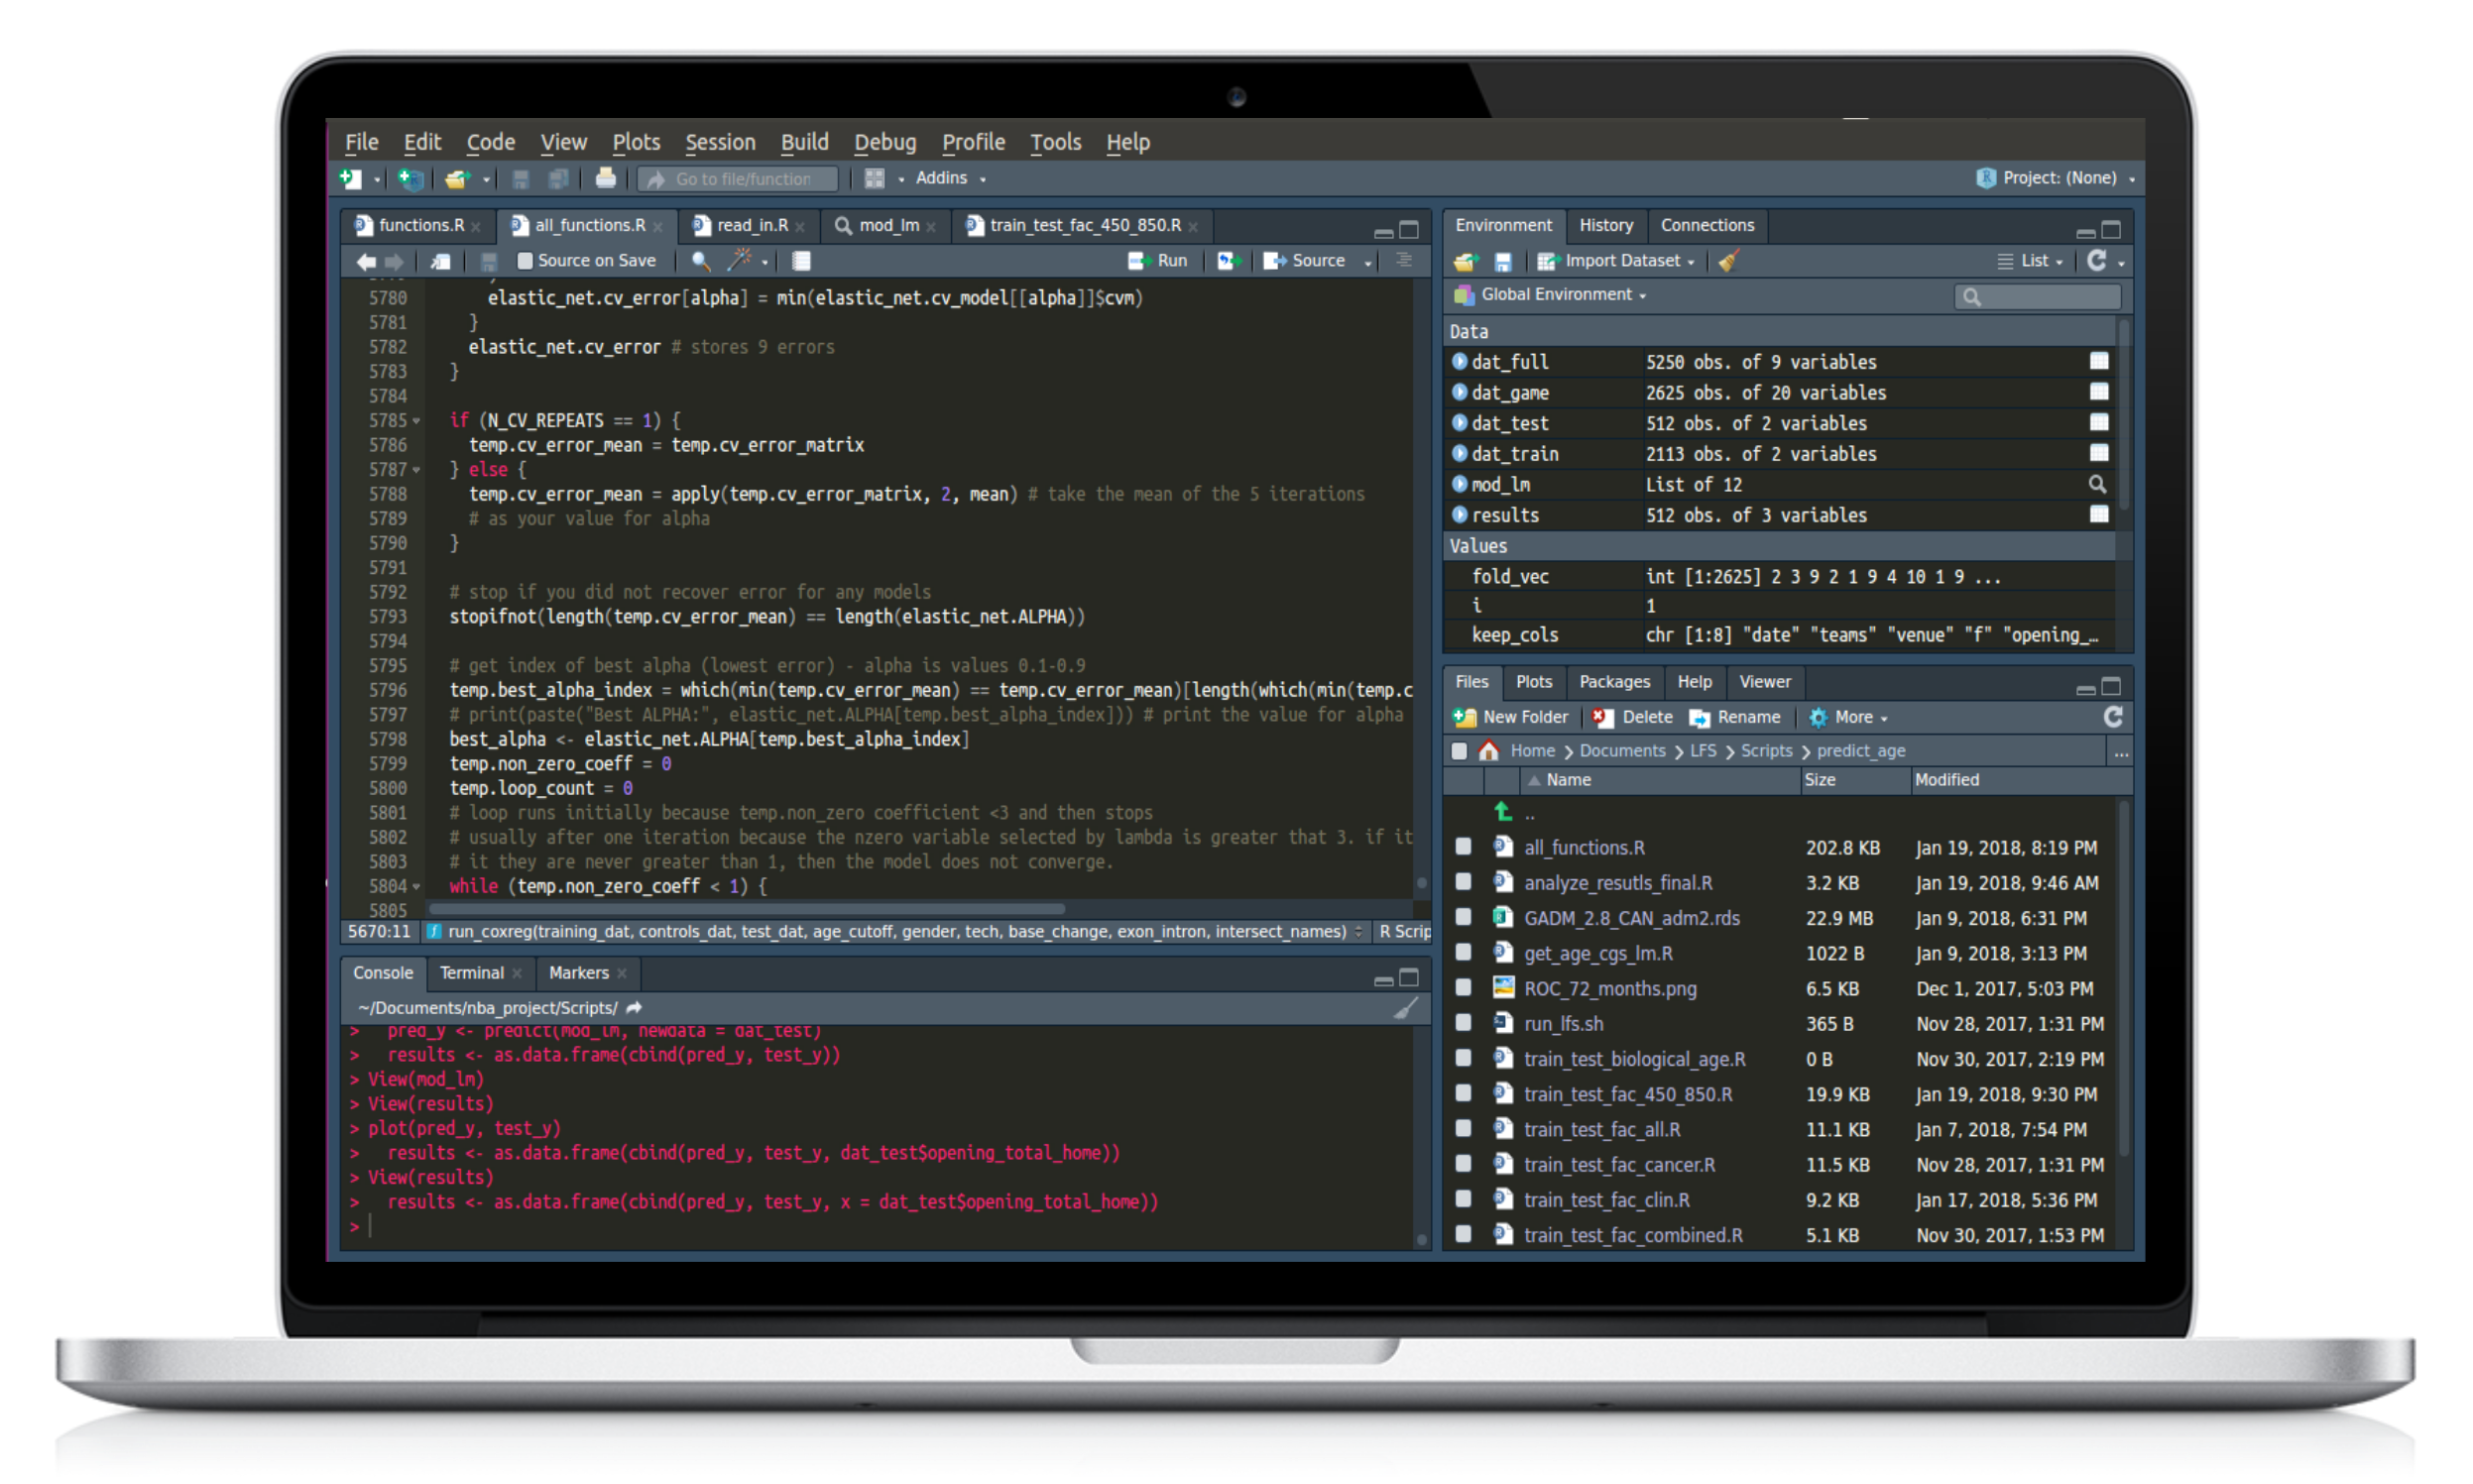 File Edit Code View Plots Session Build Debug Profile Tools Help
Go to file/function Addins Project: (None)
functions.R all_functions.R read_in.R mod_lm train_test_fac_450_850.R
Source on Save Run Source
5780 elastic_net.cv_error[alpha] = min(elastic_net.cv_model[[alpha]]$cvm)
5781 }
5782 elastic_net.cv_error # stores 9 errors
5783 }
5784
5785 if (N_CV_REPEATS == 1) {
5786 temp.cv_error_mean = temp.cv_error_matrix
5787 } else {
5788 temp.cv_error_mean = apply(temp.cv_error_matrix, 2, mean) # take the mean of the 5 iterations
5789 # as your value for alpha
5790 }
5791
5792 # stop if you did not recover error for any models
5793 stopifnot(length(temp.cv_error_mean) == length(elastic_net.ALPHA))
5794
5795 # get index of best alpha (lowest error) - alpha is values 0.1-0.9
5796 temp.best_alpha_index = which(min(temp.cv_error_mean) == temp.cv_error_mean)[length(which(min(temp.c
5797 # print(paste("Best ALPHA:", elastic_net.ALPHA[temp.best_alpha_index])) # print the value for alpha
5798 best_alpha <- elastic_net.ALPHA[temp.best_alpha_index]
5799 temp.non_zero_coeff = 0
5800 temp.loop_count = 0
5801 # loop runs initially because temp.non_zero coefficient <3 and then stops
5802 # usually after one iteration because the nzero variable selected by lambda is greater that 3. if it
5803 # it they are never greater than 1, then the model does not converge.
5804 while (temp.non_zero_coeff < 1) {
5805
5670:11 run_coxreg(training_dat, controls_dat, test_dat, age_cutoff, gender, tech, base_change, exon_intron, intersect_names) R Scrip
Console Terminal Markers
~/Documents/nba_project/Scripts/
> pred_y <- predict(mod_lm, newdata = dat_test)
> results <- as.data.frame(cbind(pred_y, test_y))
> View(mod_lm)
> View(results)
> plot(pred_y, test_y)
> results <- as.data.frame(cbind(pred_y, test_y, dat_test$opening_total_home))
> View(results)
> results <- as.data.frame(cbind(pred_y, test_y, x = dat_test$opening_total_home))
>
Environment History Connections
Import Dataset List
Global Environment
Data
dat_full 5250 obs. of 9 variables
dat_game 2625 obs. of 20 variables
dat_test 512 obs. of 2 variables
dat_train 2113 obs. of 2 variables
mod_lm List of 12
results 512 obs. of 3 variables
Values
fold_vec int [1:2625] 2 3 9 2 1 9 4 10 1 9 ...
i 1
keep_cols chr [1:8] "date" "teams" "venue" "f" "opening_…
Files Plots Packages Help Viewer
New Folder Delete Rename More
Home Documents LFS Scripts predict_age ...
Name Size Modified
..
all_functions.R 202.8 KB Jan 19, 2018, 8:19 PM
analyze_resutls_final.R 3.2 KB Jan 19, 2018, 9:46 AM
GADM_2.8_CAN_adm2.rds 22.9 MB Jan 9, 2018, 6:31 PM
get_age_cgs_lm.R 1022 B Jan 9, 2018, 3:13 PM
ROC_72_months.png 6.5 KB Dec 1, 2017, 5:03 PM
run_lfs.sh 365 B Nov 28, 2017, 1:31 PM
train_test_biological_age.R 0 B Nov 30, 2017, 2:19 PM
train_test_fac_450_850.R 19.9 KB Jan 19, 2018, 9:30 PM
train_test_fac_all.R 11.1 KB Jan 7, 2018, 7:54 PM
train_test_fac_cancer.R 11.5 KB Nov 28, 2017, 1:31 PM
train_test_fac_clin.R 9.2 KB Jan 17, 2018, 5:36 PM
train_test_fac_combined.R 5.1 KB Nov 30, 2017, 1:53 PM